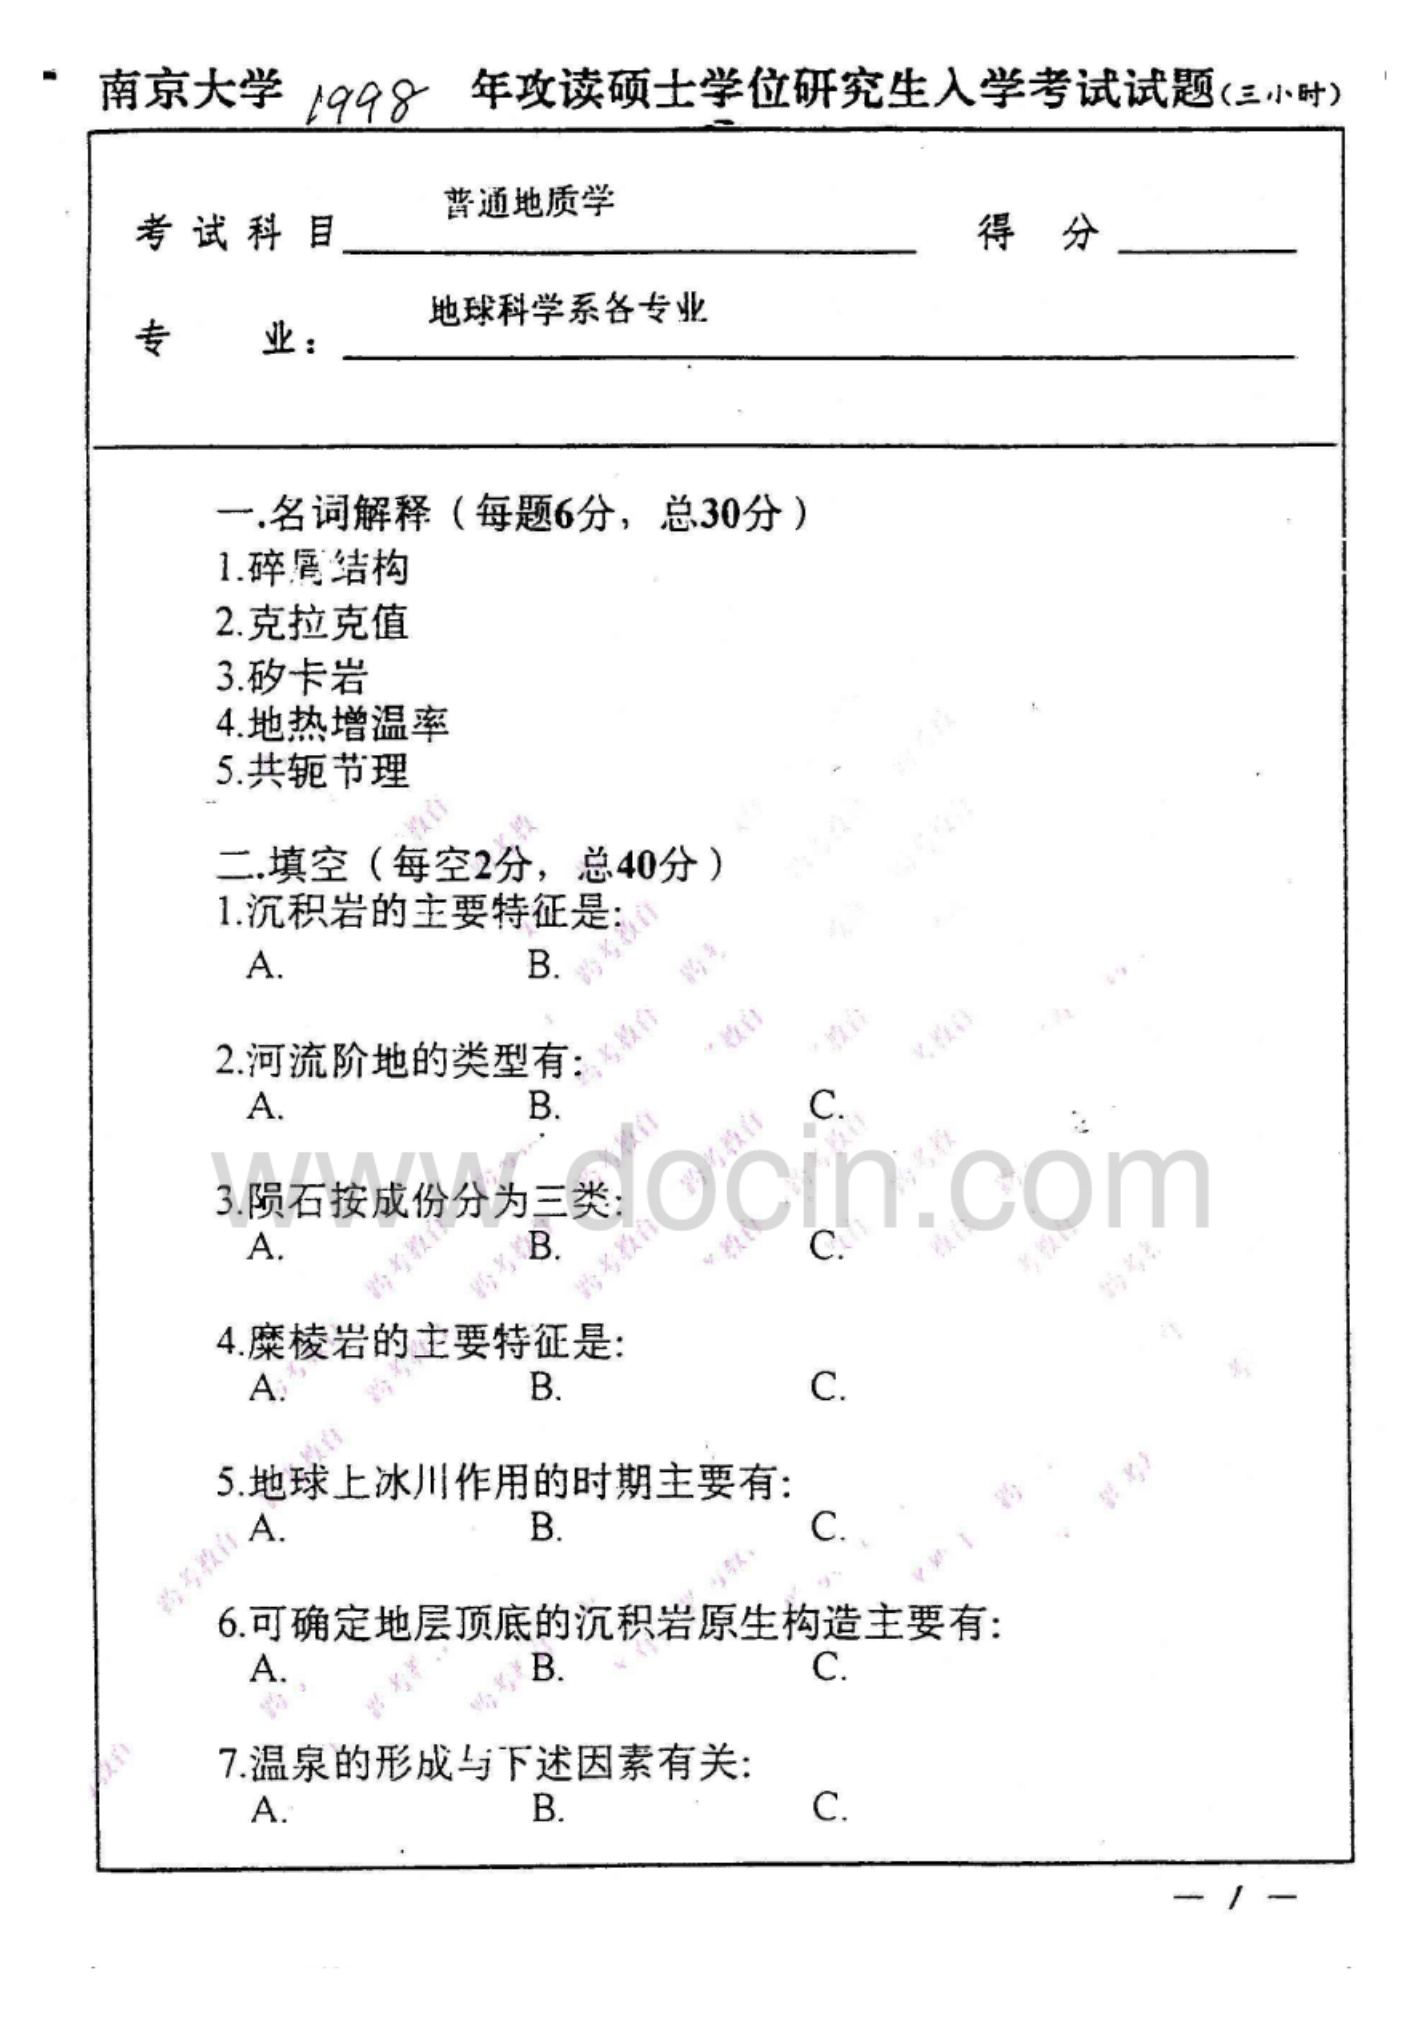 南京大学 1998 年攻读硕士学位研究生入学考试试题(三小时)
考试科目 普通地质学 得分
专业: 地球科学系各专业
一.名词解释（每题6分，总30分）
1.碎屑结构
2.克拉克值
3.矽卡岩
4.地热增温率
5.共轭节理
二.填空（每空2分，总40分）
1.沉积岩的主要特征是:
A. B.
2.河流阶地的类型有:
A. B. C.
3.陨石按成份分为三类:
A. B. C.
4.糜棱岩的主要特征是:
A. B. C.
5.地球上冰川作用的时期主要有:
A. B. C.
6.可确定地层顶底的沉积岩原生构造主要有:
A. B. C.
7.温泉的形成与下述因素有关:
A. B. C.
— 1 —
www.docin.com
跨考教育